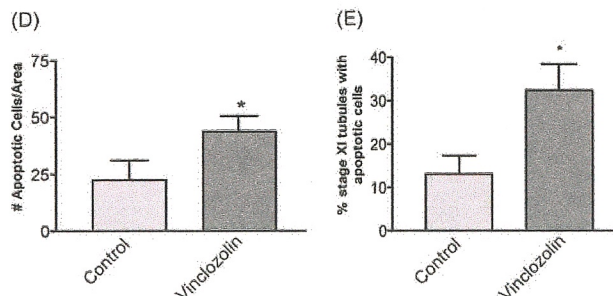 (D)
# Apoptotic Cells/Area
75
50
25
0
*
Control
Vinclozolin
(E)
% stage XI tubules with
apoptotic cells
40
30
20
10
0
*
Control
Vinclozolin